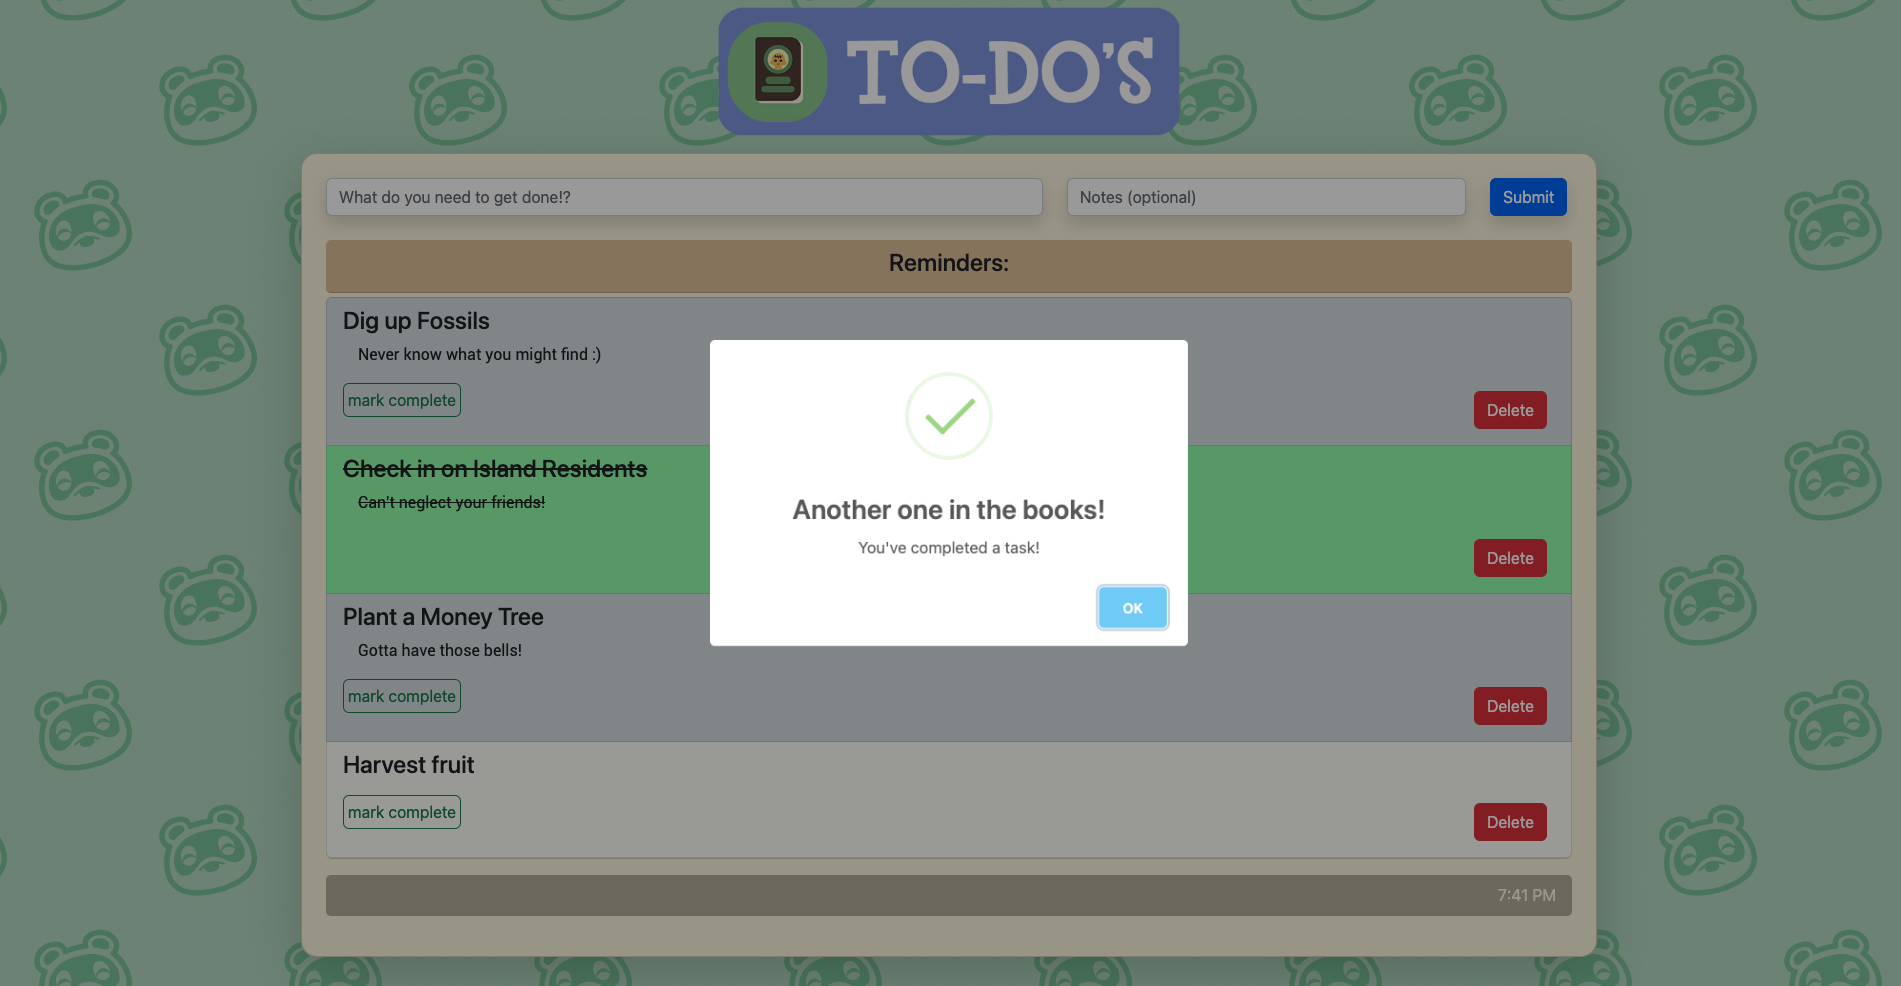 TO-DO'S
What do you need to get done!?
Notes (optional)
Submit
Reminders:
Dig up Fossils
Never know what you might find :)
mark complete
Delete
Check in on Island Residents
Can't neglect your friends!
Delete
Another one in the books!
You've completed a task!
OK
Plant a Money Tree
Gotta have those bells!
mark complete
Delete
Harvest fruit
mark complete
Delete
7:41 PM